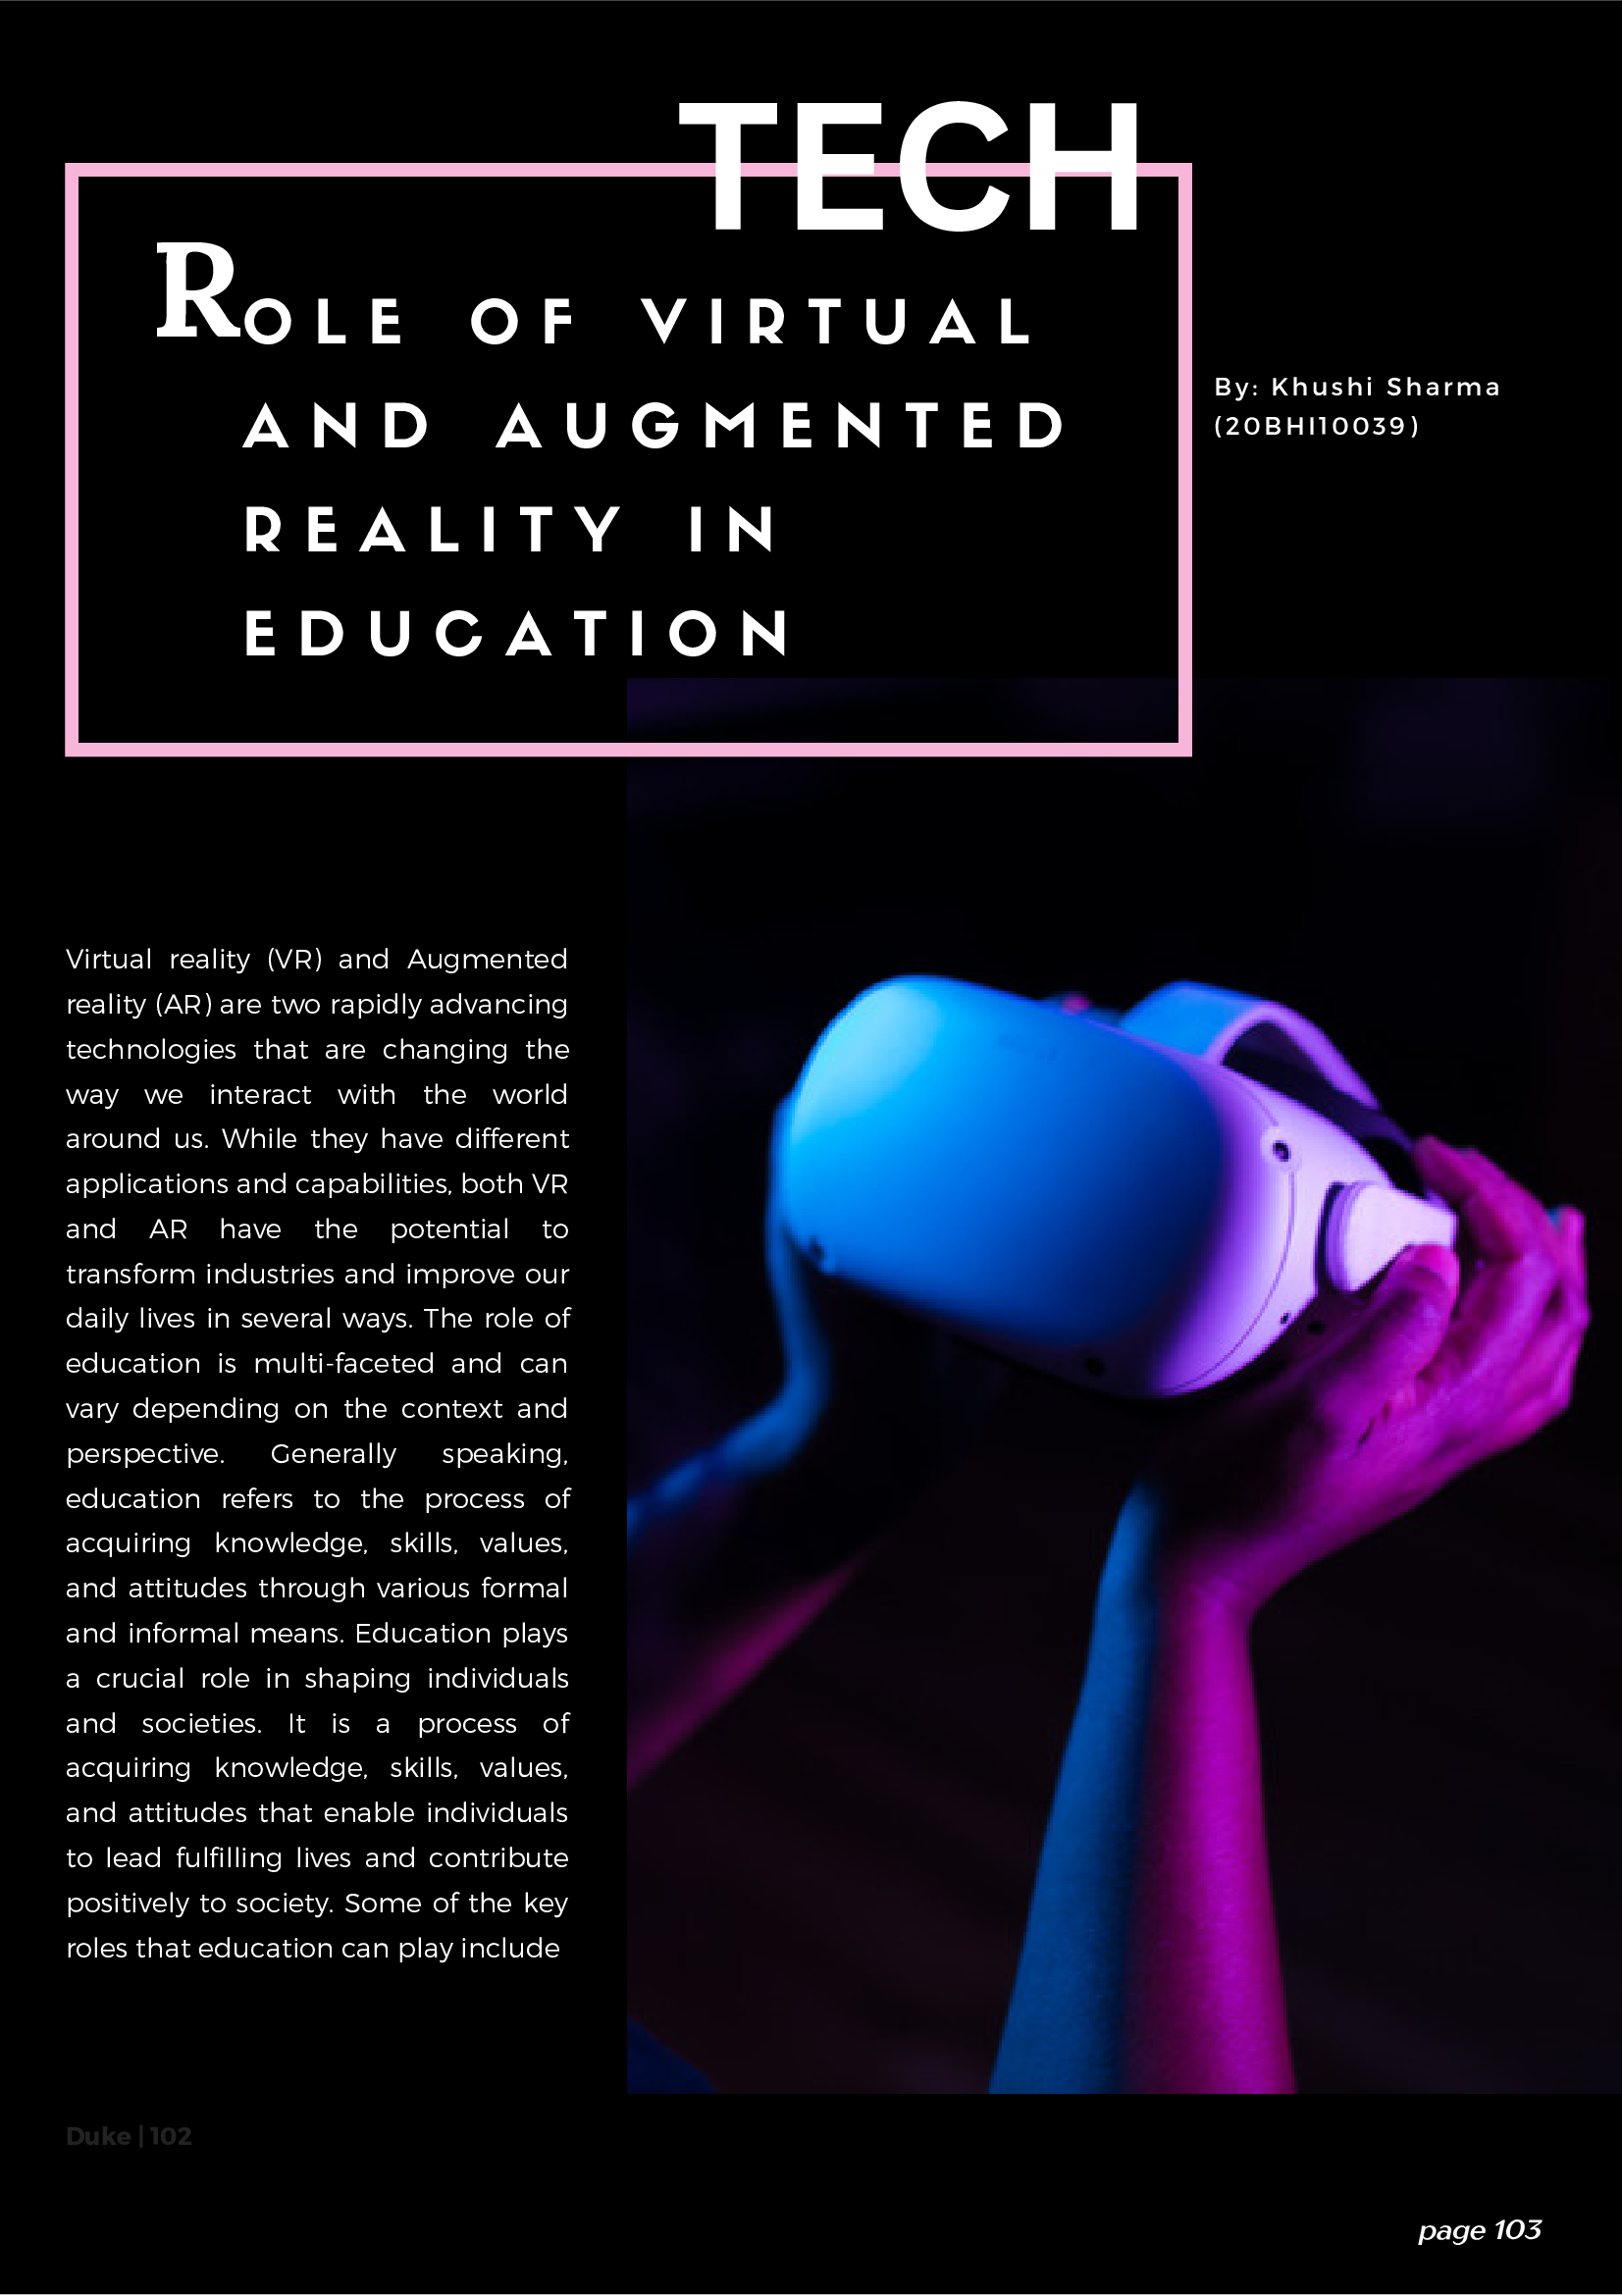 TECH
ROLE OF VIRTUAL
AND AUGMENTED
REALITY IN
EDUCATION
By: Khushi Sharma
(20BHI10039)
Virtual reality (VR) and Augmented
reality (AR) are two rapidly advancing
technologies that are changing the
way we interact with the world
around us. While they have different
applications and capabilities, both VR
and AR have the potential to
transform industries and improve our
daily lives in several ways. The role of
education is multi-faceted and can
vary depending on the context and
perspective. Generally speaking,
education refers to the process of
acquiring knowledge, skills, values,
and attitudes through various formal
and informal means. Education plays
a crucial role in shaping individuals
and societies. It is a process of
acquiring knowledge, skills, values,
and attitudes that enable individuals
to lead fulfilling lives and contribute
positively to society. Some of the key
roles that education can play include
Duke | 102
page 103